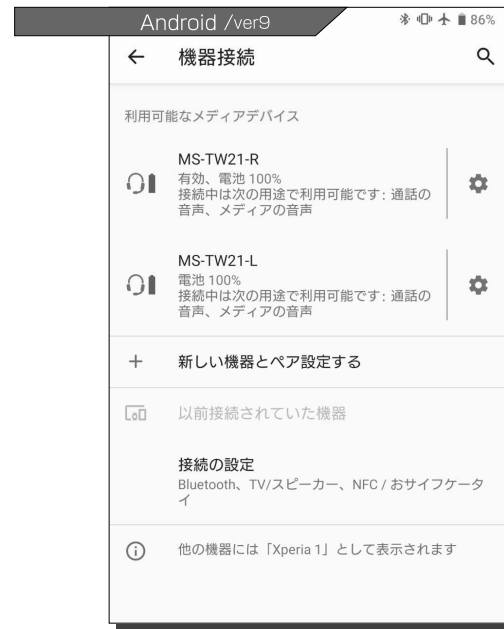 Android /ver9
86%
機器接続
利用可能なメディアデバイス
MS-TW21-R
有効、電池 100%
接続中は次の用途で利用可能です: 通話の
音声、メディアの音声
MS-TW21-L
電池 100%
接続中は次の用途で利用可能です: 通話の
音声、メディアの音声
新しい機器とペア設定する
以前接続されていた機器
接続の設定
Bluetooth、TV/スピーカー、NFC / おサイフケータ
イ
他の機器には「Xperia 1」として表示されます